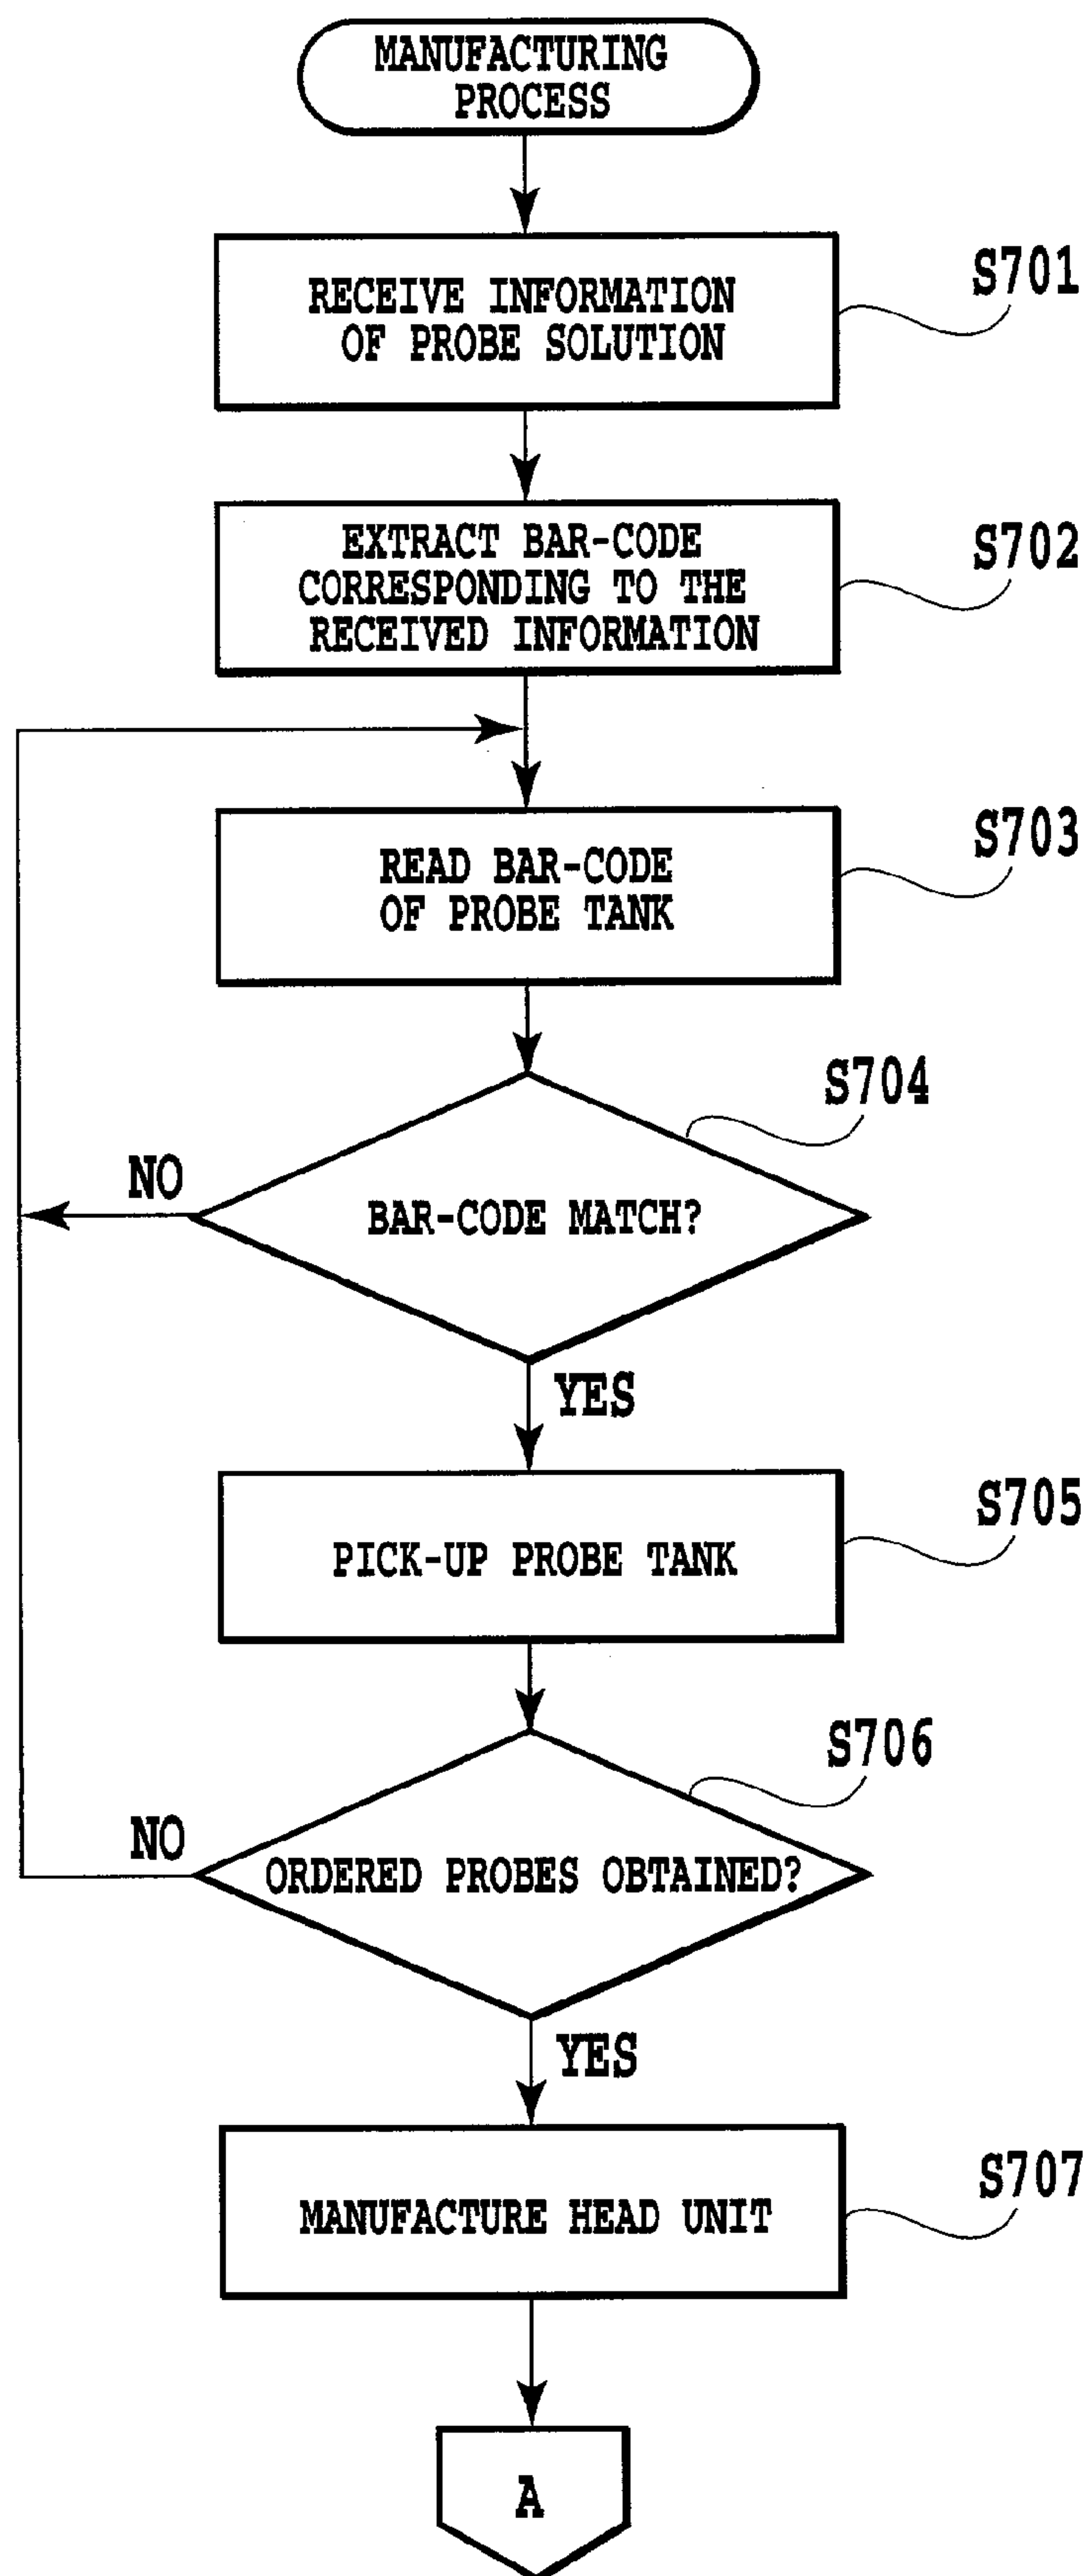 MANUFACTURING
PROCESS
RECEIVE INFORMATION
OF PROBE SOLUTION
S701
EXTRACT BAR-CODE
CORRESPONDING TO THE
RECEIVED INFORMATION
S702
READ BAR-CODE
OF PROBE TANK
S703
S704
NO
BAR-CODE MATCH?
YES
PICK-UP PROBE TANK
S705
S706
NO
ORDERED PROBES OBTAINED?
YES
MANUFACTURE HEAD UNIT
S707
A